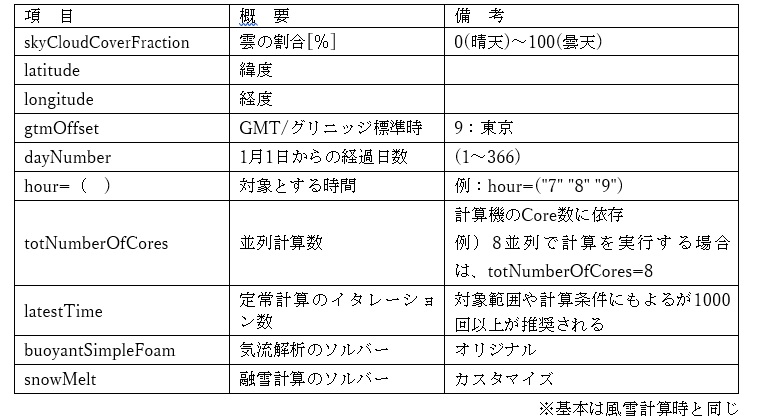 項　目　概　要　備　考
skyCloudCoverFraction　雲の割合[%]　0(晴天)～100(曇天)
latitude　緯度
longitude　経度
gtmOffset　GMT/グリニッジ標準時　9：東京
dayNumber　1月1日からの経過日数　(1～366)
hour=（　）　対象とする時間　例：hour=("7" "8" "9")
totNumberOfCores　並列計算数　計算機のCore数に依存
例）8並列で計算を実行する場合
は、totNumberOfCores=8
latestTime　定常計算のイタレーショ
ン数　対象範囲や計算条件にもよるが1000
回以上が推奨される
buoyantSimpleFoam　気流解析のソルバー　オリジナル
snowMelt　融雪計算のソルバー　カスタマイズ
※基本は風雪計算時と同じ